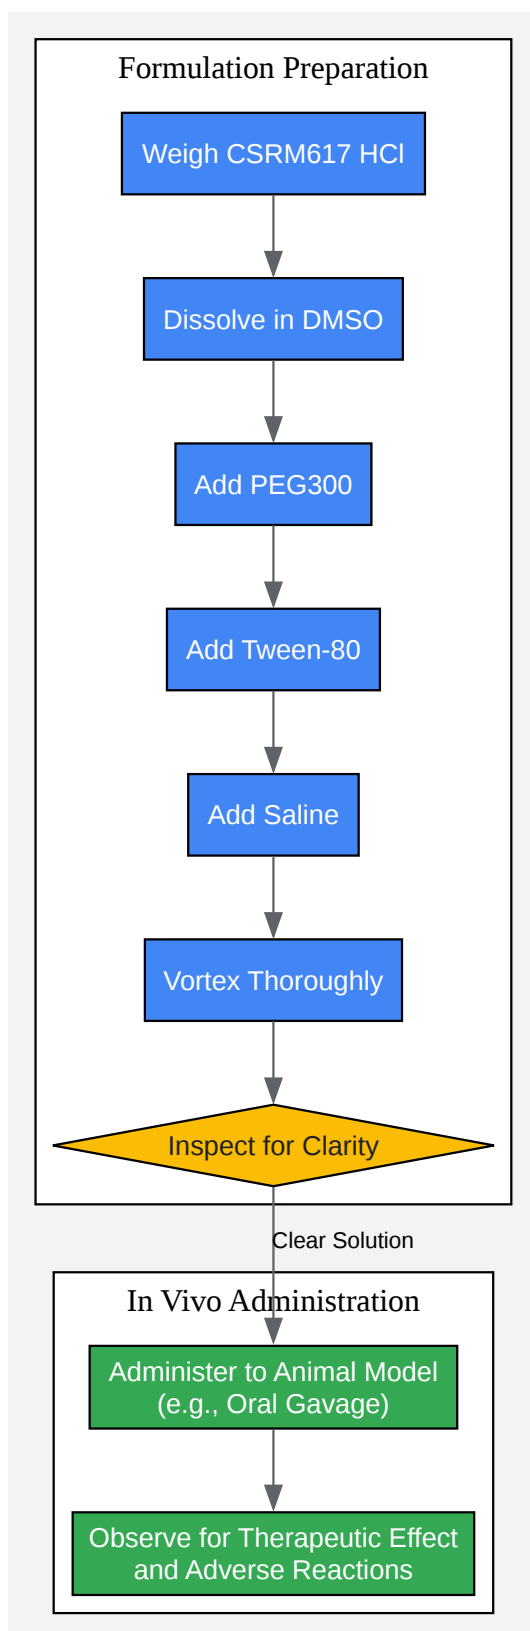 Formulation Preparation
Weigh CSRM617 HCl
Dissolve in DMSO
Add PEG300
Add Tween-80
Add Saline
Vortex Thoroughly
Inspect for Clarity
Clear Solution
In Vivo Administration
Administer to Animal Model
(e.g., Oral Gavage)
Observe for Therapeutic Effect
and Adverse Reactions